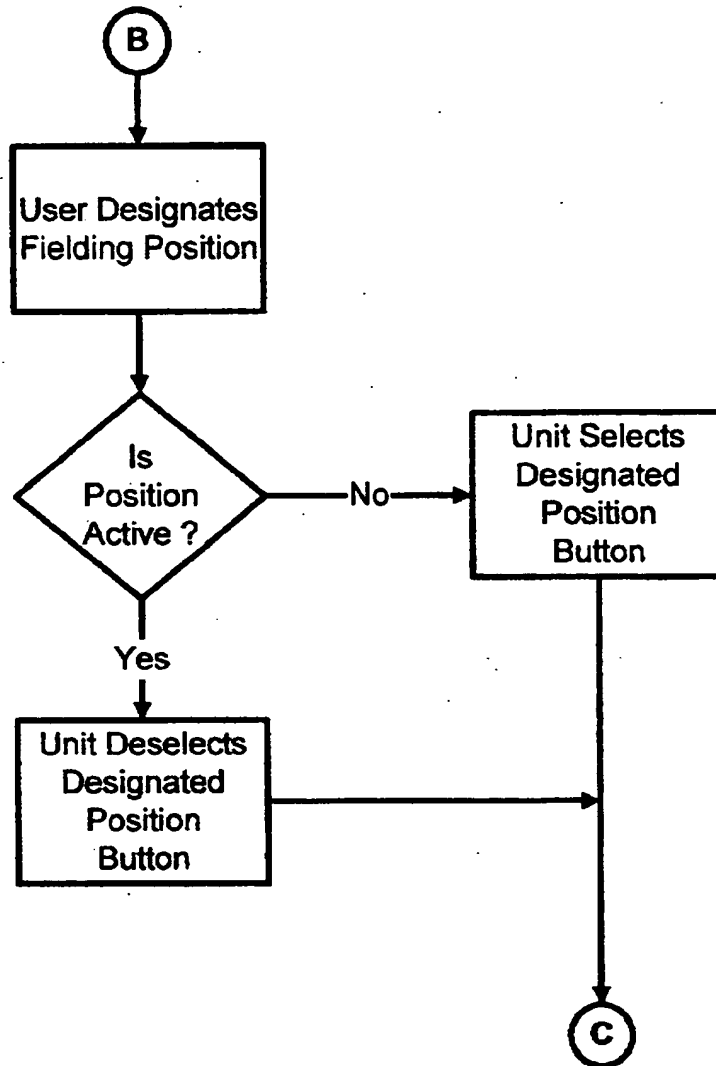 B
User Designates
Fielding Position
Is
Position
Active ?
No
Unit Selects
Designated
Position
Button
Yes
Unit Deselects
Designated
Position
Button
C